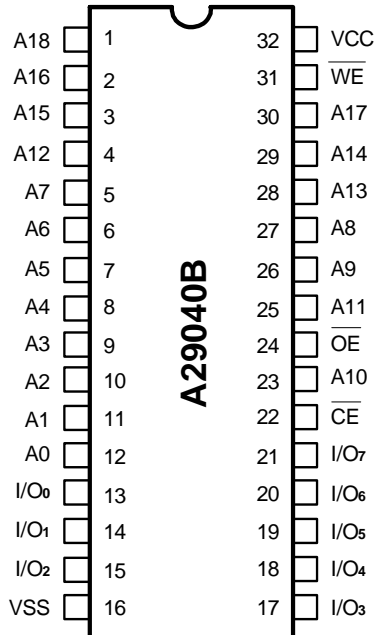 A18 1 32 VCC
A16 2 31 W̅E̅
A15 3 30 A17
A12 4 29 A14
A7 5 28 A13
A6 6 27 A8
A5 7 26 A9
A4 8 25 A11
A3 9 24 O̅E̅
A2 10 23 A10
A1 11 22 C̅E̅
A0 12 21 I/O7
I/O0 13 20 I/O6
I/O1 14 19 I/O5
I/O2 15 18 I/O4
VSS 16 17 I/O3
A29040B